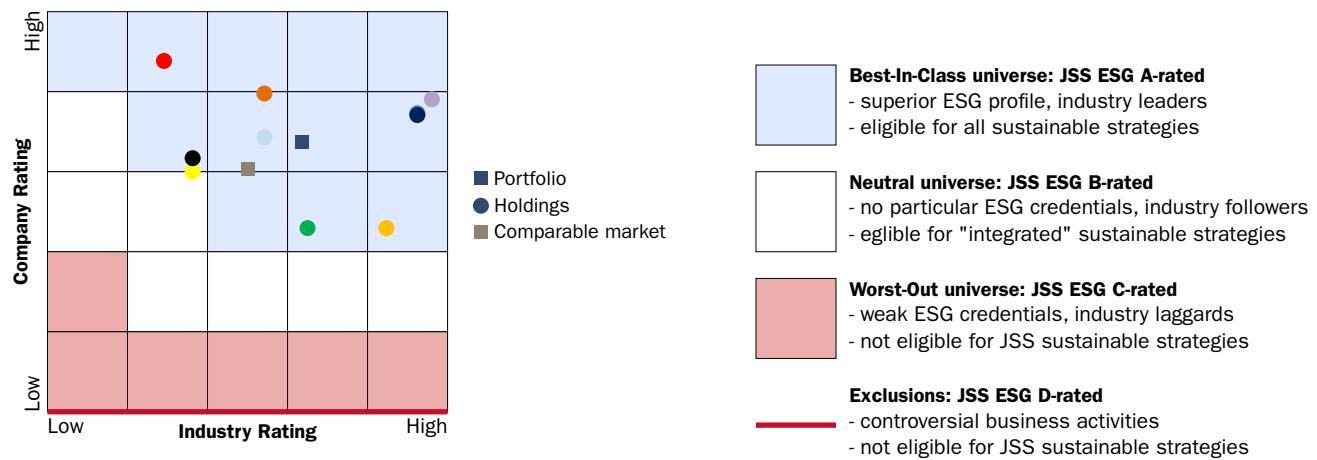 High
Company Rating
Low
Low
Industry Rating
High
Portfolio
Holdings
Comparable market
Best-In-Class universe: JSS ESG A-rated
- superior ESG profile, industry leaders
- eligible for all sustainable strategies
Neutral universe: JSS ESG B-rated
- no particular ESG credentials, industry followers
- eglible for "integrated" sustainable strategies
Worst-Out universe: JSS ESG C-rated
- weak ESG credentials, industry laggards
- not eligible for JSS sustainable strategies
Exclusions: JSS ESG D-rated
- controversial business activities
- not eligible for JSS sustainable strategies